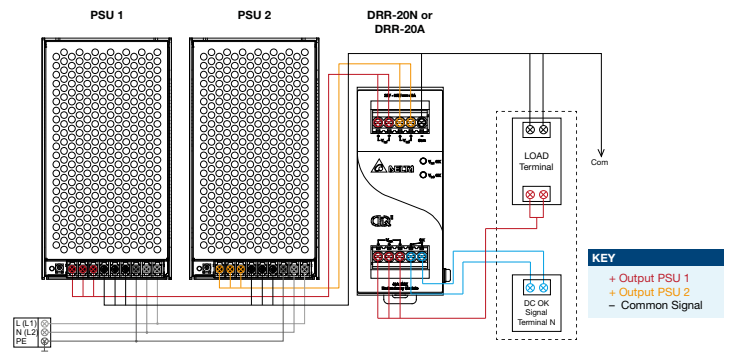 PSU 1
PSU 2
DRR-20N or
DRR-20A
DELTA
LOAD
Terminal
Com
KEY
+ Output PSU 1
+ Output PSU 2
– Common Signal
DC OK
Signal
Terminal N
L (L1)
N (L2)
PE